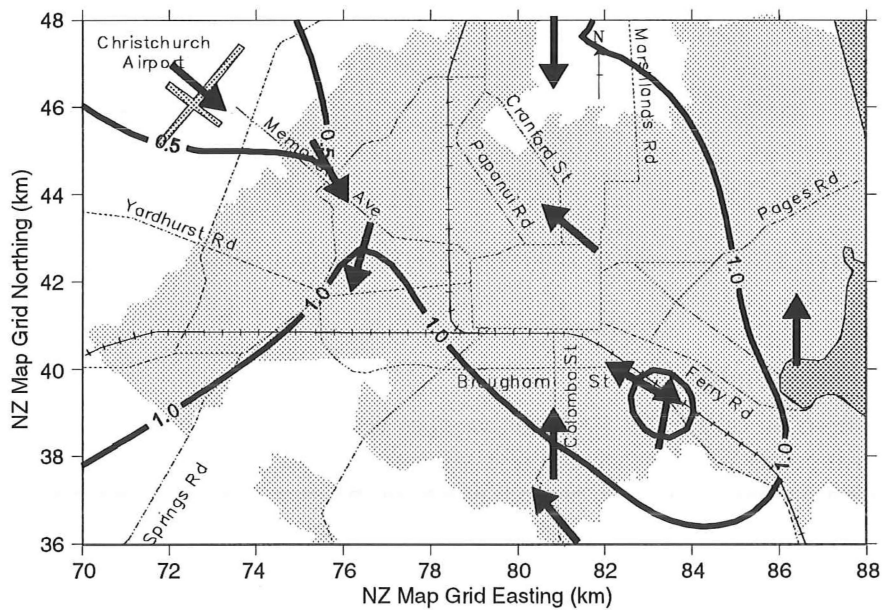 48
46
44
42
40
38
36
NZ Map Grid Northing (km)
Christchurch
Airport
N
Marshlands Rd
Cranford St
Papanui Rd
0.5
0.5
Ave
Yardhurst Rd
Pages Rd
1.0
1.0
1.0
Brougham St
Ferry Rd
Colombo St
1.0
1.0
Springs Rd
70
72
74
76
78
80
82
84
86
88
NZ Map Grid Easting (km)